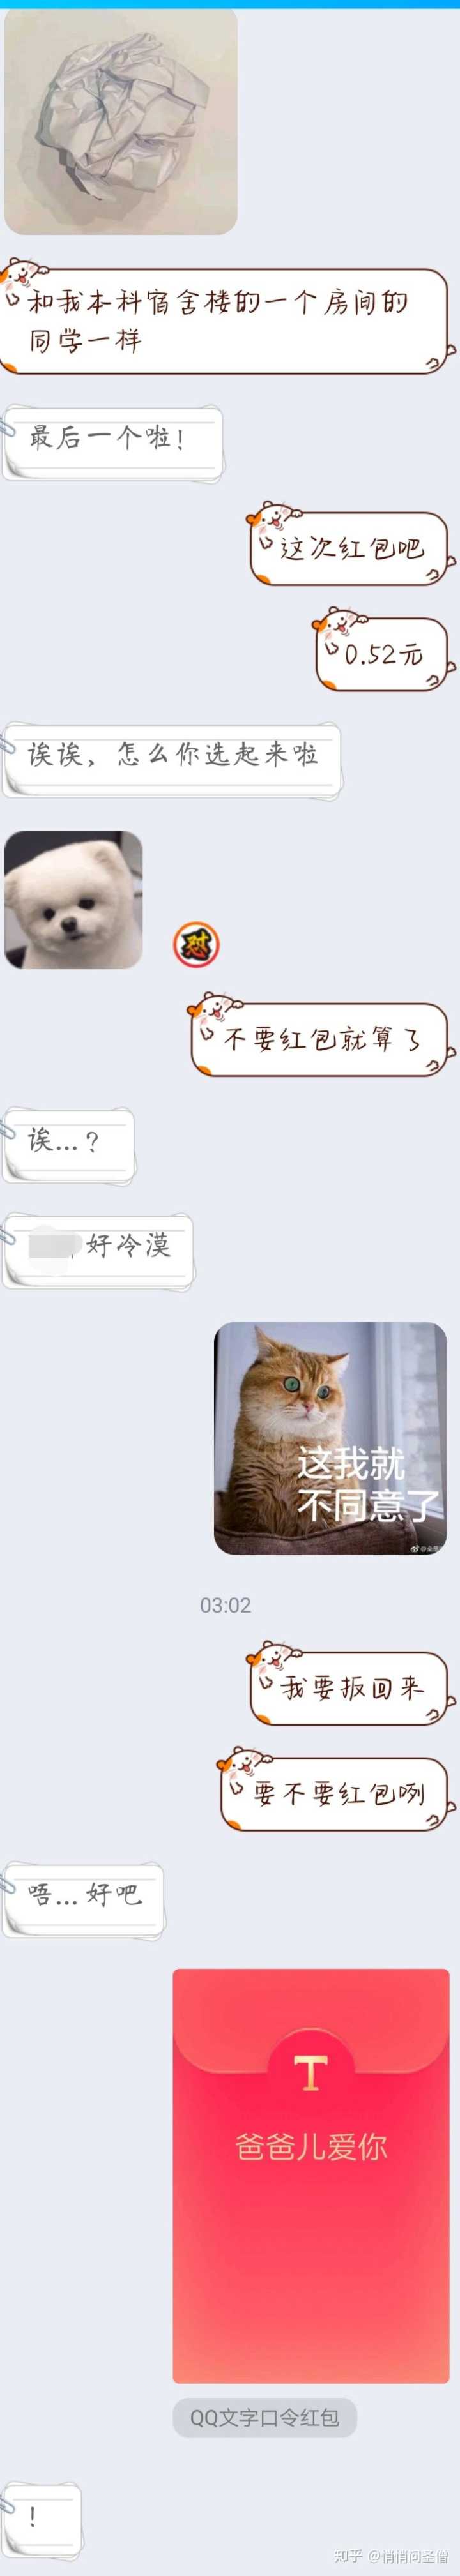 和我本科宿舍楼的一个房间的
同学一样
最后一个啦！
这次红包吧
0.52元
诶诶，怎么你选起来啦
怼
不要红包就算了
诶...？
好冷漠
这我就
不同意了
03:02
我要扳回来
要不要红包咧
唔...好吧
T
爸爸儿爱你
QQ文字口令红包
！
知乎 @悄悄问圣僧